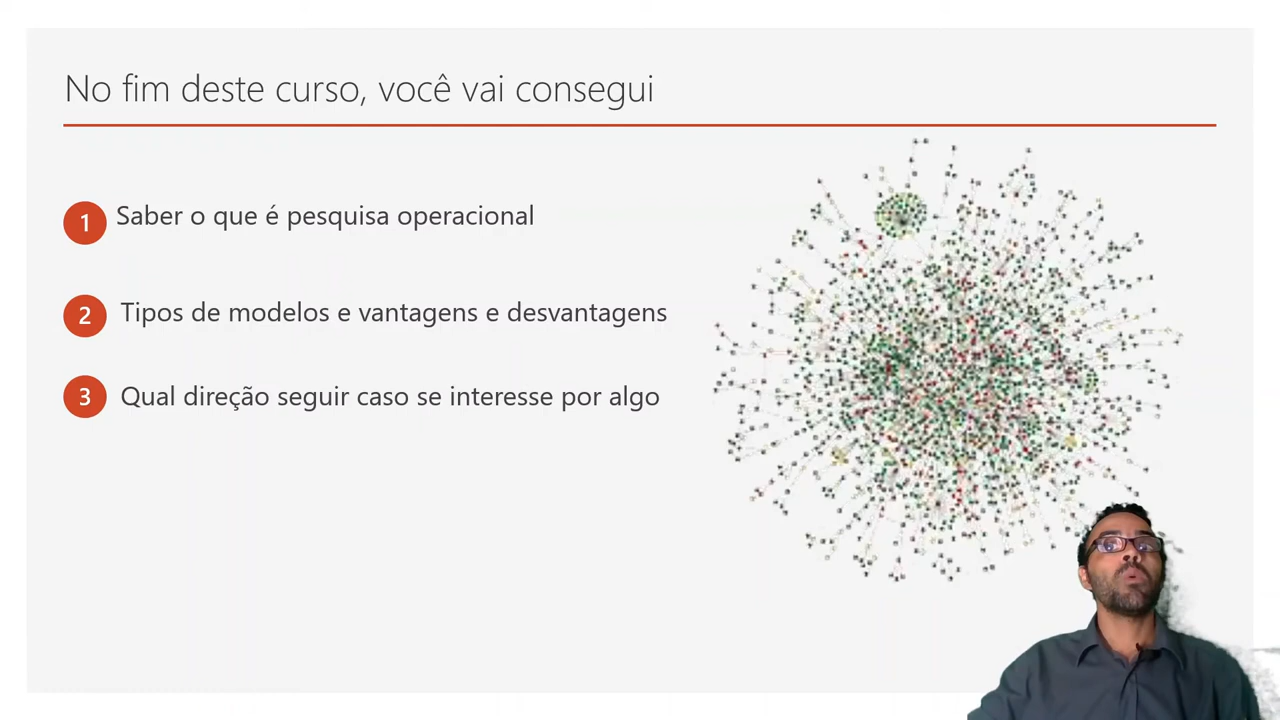 No fim deste curso, você vai consegui
1 Saber o que é pesquisa operacional
2 Tipos de modelos e vantagens e desvantagens
3 Qual direção seguir caso se interesse por algo